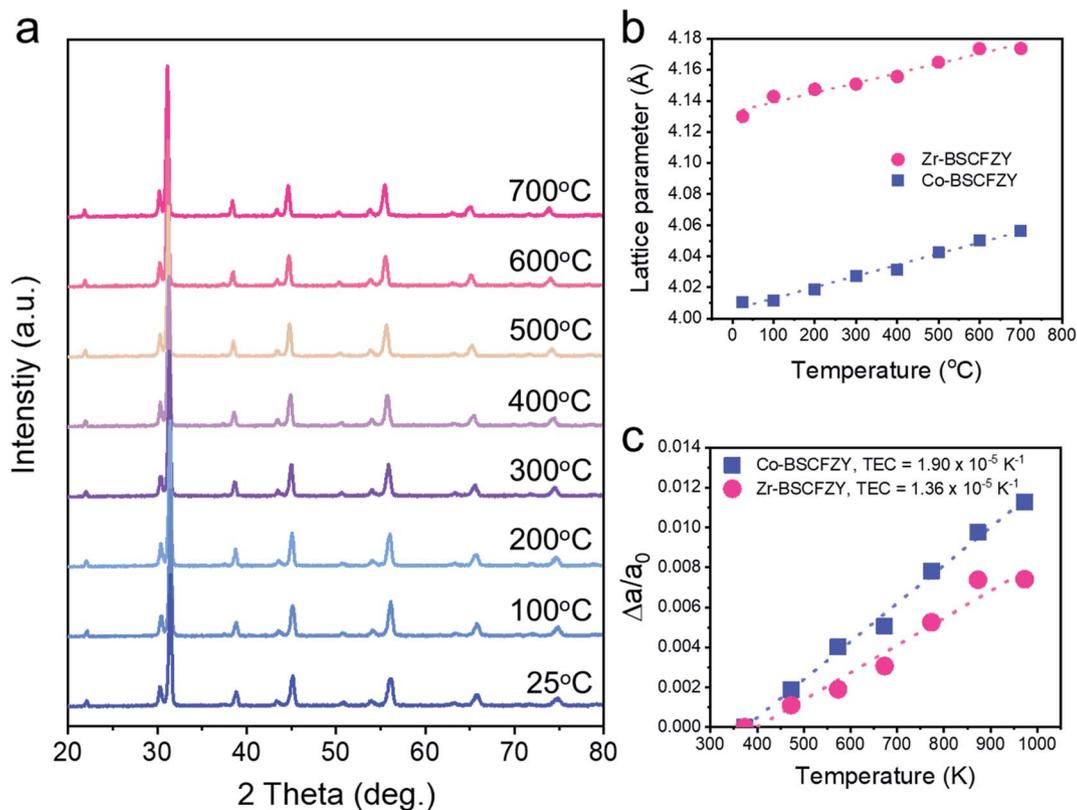 a
Intenstiy (a.u.)
700°C
600°C
500°C
400°C
300°C
200°C
100°C
25°C
20 30 40 50 60 70 80
2 Theta (deg.)
b
Lattice parameter (Å)
4.18
4.16
4.14
4.12
4.10
4.08
4.06
4.04
4.02
4.00
Zr-BSCFZY
Co-BSCFZY
0 100 200 300 400 500 600 700 800
Temperature (°C)
c
Δa/a₀
0.014
0.012
0.010
0.008
0.006
0.004
0.002
0.000
Co-BSCFZY, TEC = 1.90 x 10⁻⁵ K⁻¹
Zr-BSCFZY, TEC = 1.36 x 10⁻⁵ K⁻¹
300 400 500 600 700 800 900 1000
Temperature (K)